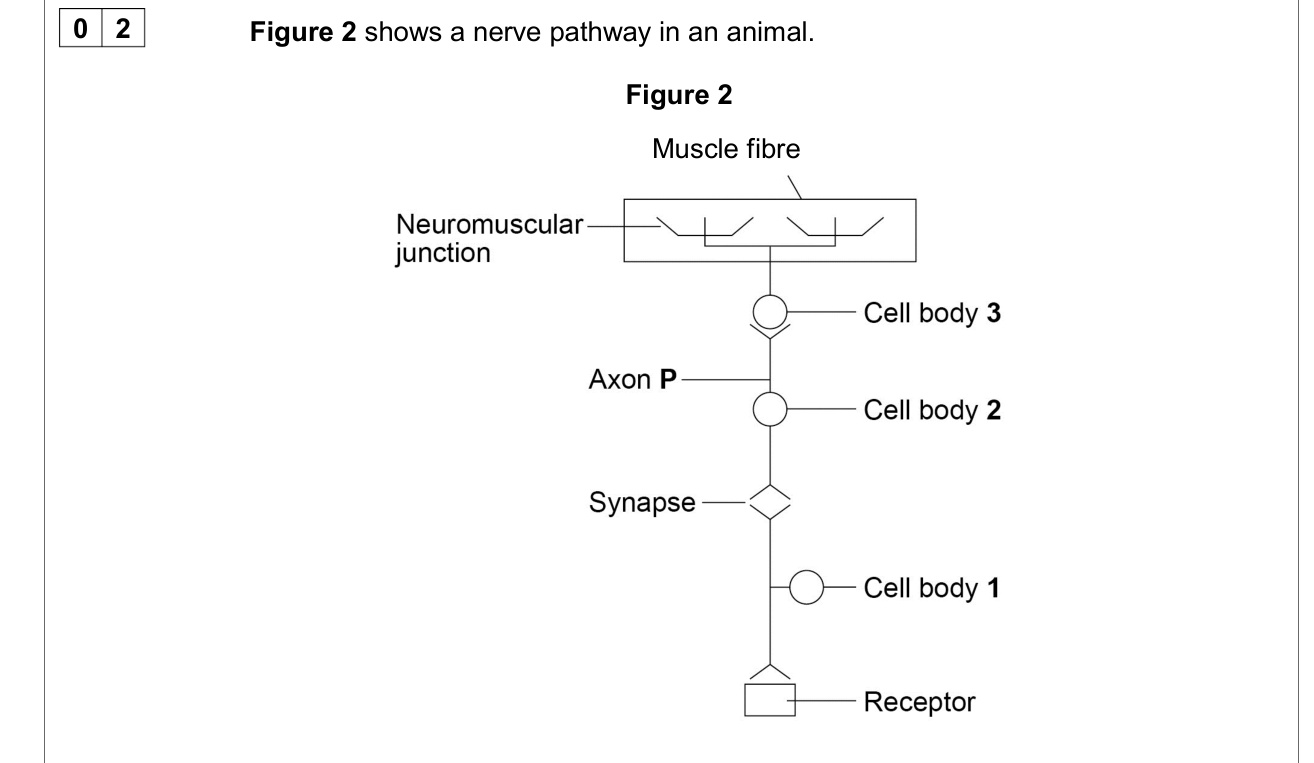 0 2 Figure 2 shows a nerve pathway in an animal.
Figure 2
Muscle fibre
Neuromuscular
junction
Cell body 3
Axon P
Cell body 2
Synapse
Cell body 1
Receptor